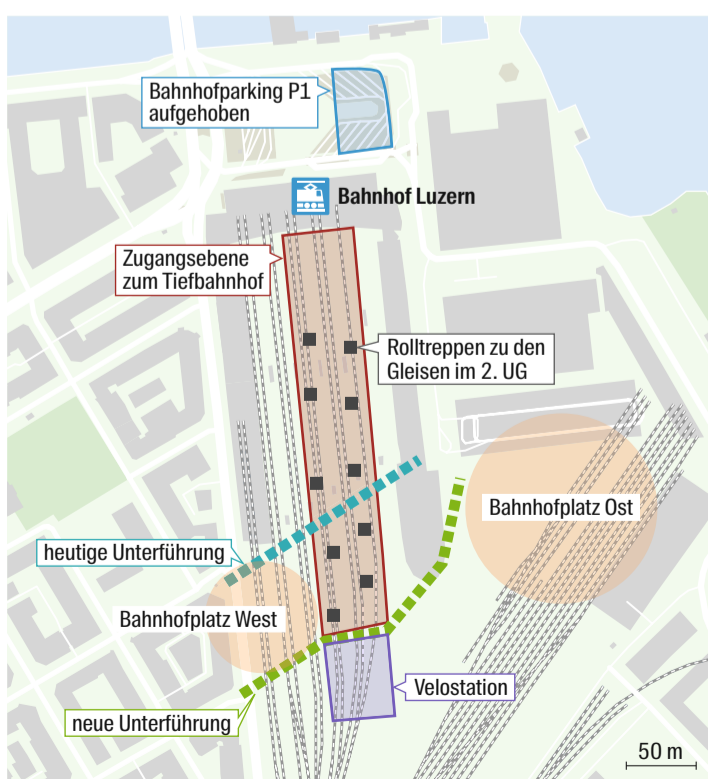 Bahnhofparking P1
aufgehoben
Bahnhof Luzern
Zugangsebene
zum Tiefbahnhof
Rolltreppen zu den
Gleisen im 2. UG
Bahnhofplatz Ost
heutige Unterführung
Bahnhofplatz West
Velostation
neue Unterführung
50 m